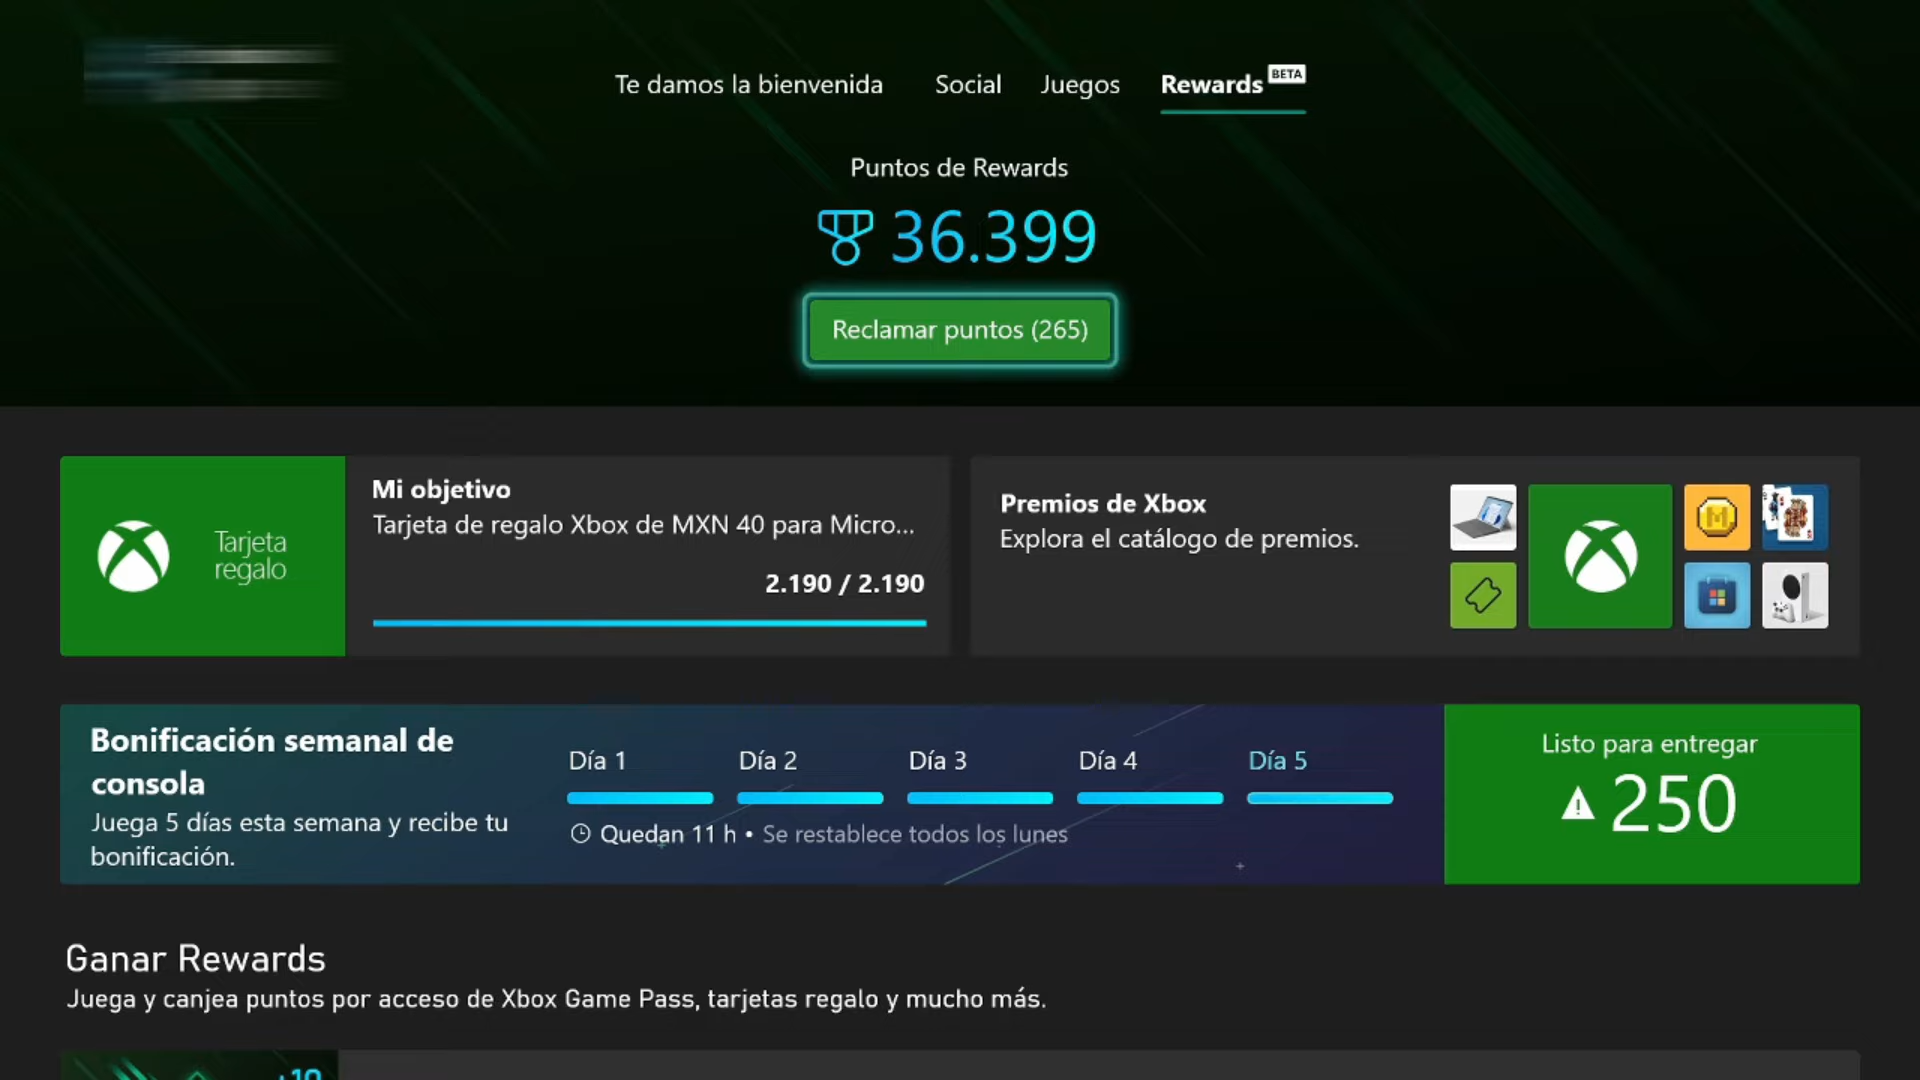 Te damos la bienvenida Social Juegos Rewards BETA
Puntos de Rewards
36.399
Reclamar puntos (265)
Tarjeta
regalo
Mi objetivo
Tarjeta de regalo Xbox de MXN 40 para Micro...
2.190 / 2.190
Premios de Xbox
Explora el catálogo de premios.
Bonificación semanal de
consola
Juega 5 días esta semana y recibe tu
bonificación.
Día 1 Día 2 Día 3 Día 4 Día 5
Quedan 11 h • Se restablece todos los lunes
Listo para entregar
250
Ganar Rewards
Juega y canjea puntos por acceso de Xbox Game Pass, tarjetas regalo y mucho más.
+10